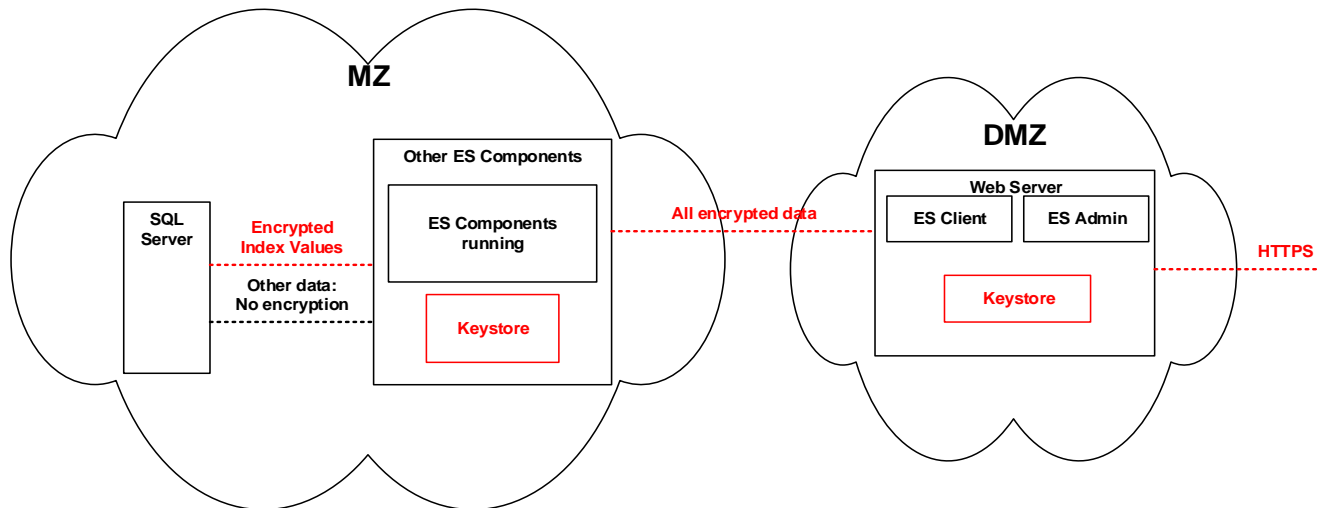 MZ
Other ES Components
SQL
Server
ES Components
running
Encrypted
Index Values
Other data:
No encryption
Keystore
All encrypted data
DMZ
Web Server
ES Client
ES Admin
Keystore
HTTPS